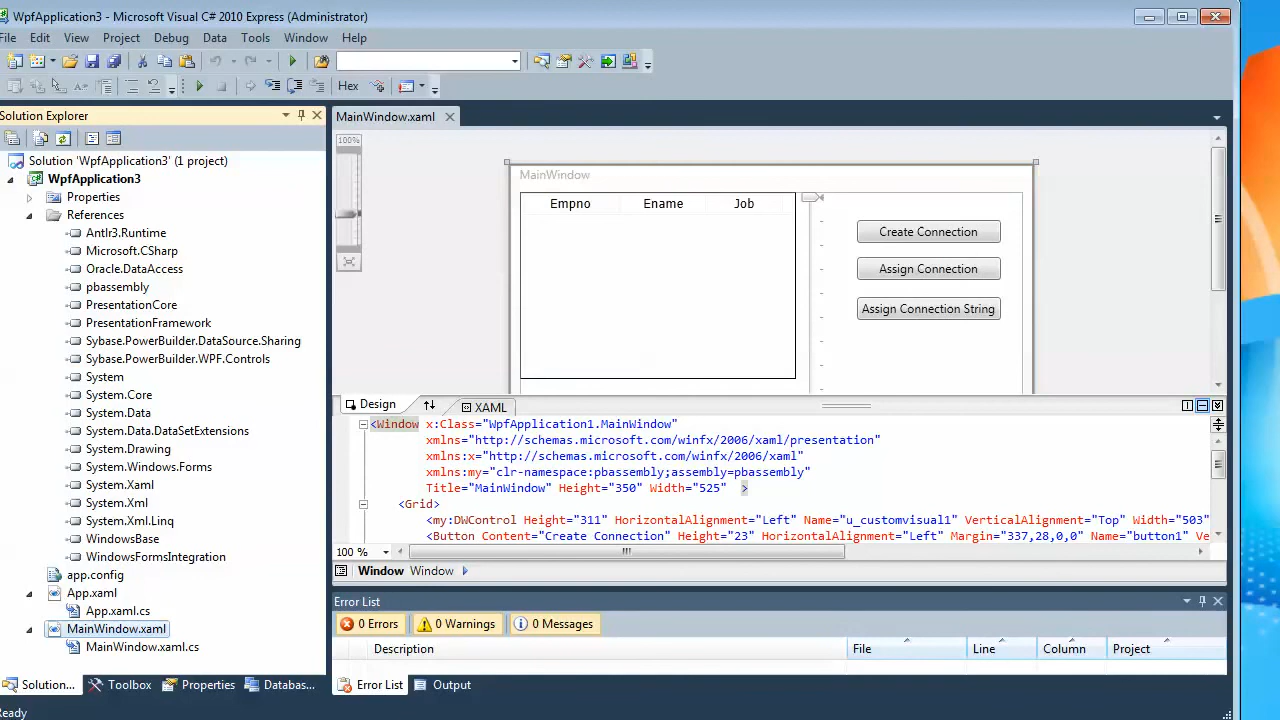 WpfApplication3 - Microsoft Visual C# 2010 Express (Administrator)
File Edit View Project Debug Data Tools Window Help
Hex
Solution Explorer
Solution 'WpfApplication3' (1 project)
WpfApplication3
Properties
References
Antlr3.Runtime
Microsoft.CSharp
Oracle.DataAccess
pbassembly
PresentationCore
PresentationFramework
Sybase.PowerBuilder.DataSource.Sharing
Sybase.PowerBuilder.WPF.Controls
System
System.Core
System.Data
System.Data.DataSetExtensions
System.Drawing
System.Windows.Forms
System.Xaml
System.Xml
System.Xml.Linq
WindowsBase
WindowsFormsIntegration
app.config
App.xaml
App.xaml.cs
MainWindow.xaml
MainWindow.xaml.cs
Solution... Toolbox Properties Databas...
MainWindow.xaml
100%
MainWindow
Empno Ename Job
Create Connection
Assign Connection
Assign Connection String
Design XAML
<Window x:Class="WpfApplication1.MainWindow"
xmlns="http://schemas.microsoft.com/winfx/2006/xaml/presentation"
xmlns:x="http://schemas.microsoft.com/winfx/2006/xaml"
xmlns:my="clr-namespace:pbassembly;assembly=pbassembly"
Title="MainWindow" Height="350" Width="525" >
<Grid>
<my:DWControl Height="311" HorizontalAlignment="Left" Name="u_customvisual1" VerticalAlignment="Top" Width="503"
<Button Content="Create Connection" Height="23" HorizontalAlignment="Left" Margin="337,28,0,0" Name="button1" Ve
100 %
Window Window
Error List
0 Errors 0 Warnings 0 Messages
Description File Line Column Project
Error List Output
Ready